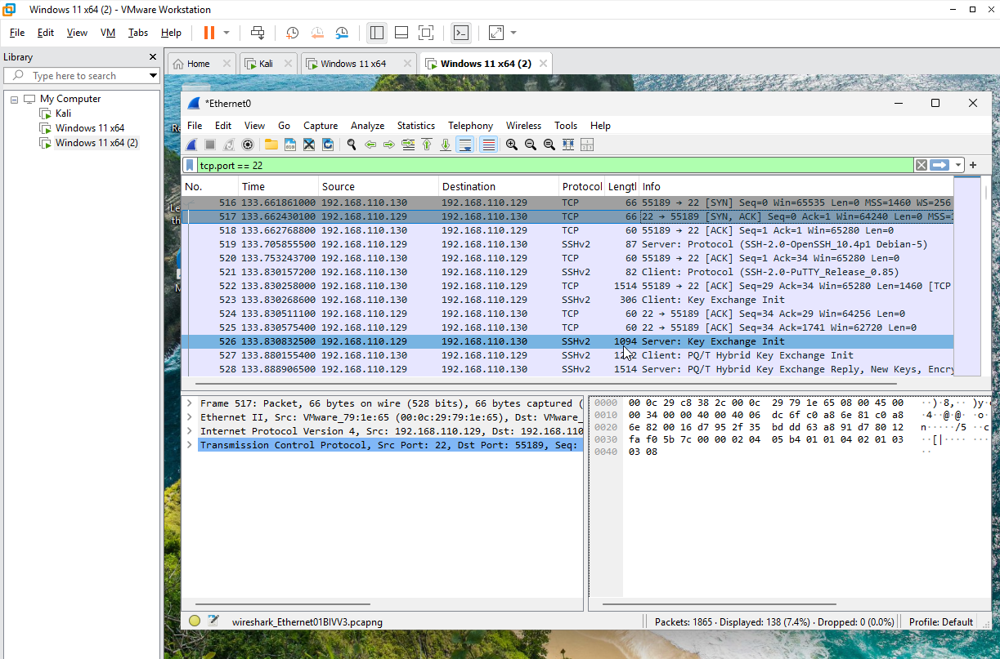 Windows 11 x64 (2) - VMware Workstation
File Edit View VM Tabs Help
Library
Type here to search
My Computer
Kali
Windows 11 x64
Windows 11 x64 (2)
Home Kali Windows 11 x64 Windows 11 x64 (2)
*Ethernet0
File Edit View Go Capture Analyze Statistics Telephony Wireless Tools Help
tcp.port == 22
No. Time Source Destination Protocol Lengtl Info
516 133.661861000 192.168.110.130 192.168.110.129 TCP 66 55189 → 22 [SYN] Seq=0 Win=65535 Len=0 MSS=1460 WS=256
517 133.662430100 192.168.110.129 192.168.110.130 TCP 66 22 → 55189 [SYN, ACK] Seq=0 Ack=1 Win=64240 Len=0 MSS=
518 133.662768800 192.168.110.130 192.168.110.129 TCP 60 55189 → 22 [ACK] Seq=1 Ack=1 Win=65280 Len=0
519 133.705855500 192.168.110.129 192.168.110.130 SSHv2 87 Server: Protocol (SSH-2.0-OpenSSH_10.4p1 Debian-5)
520 133.753243700 192.168.110.130 192.168.110.129 TCP 60 55189 → 22 [ACK] Seq=1 Ack=34 Win=65280 Len=0
521 133.830157200 192.168.110.130 192.168.110.129 SSHv2 82 Client: Protocol (SSH-2.0-PuTTY_Release_0.85)
522 133.830258000 192.168.110.130 192.168.110.129 TCP 1514 55189 → 22 [ACK] Seq=29 Ack=34 Win=65280 Len=1460 [TCP
523 133.830268600 192.168.110.130 192.168.110.129 SSHv2 306 Client: Key Exchange Init
524 133.830511100 192.168.110.129 192.168.110.130 TCP 60 22 → 55189 [ACK] Seq=34 Ack=29 Win=64256 Len=0
525 133.830575400 192.168.110.129 192.168.110.130 TCP 60 22 → 55189 [ACK] Seq=34 Ack=1741 Win=62720 Len=0
526 133.830832500 192.168.110.129 192.168.110.130 SSHv2 1094 Server: Key Exchange Init
527 133.880155400 192.168.110.130 192.168.110.129 SSHv2 Client: PQ/T Hybrid Key Exchange Init
528 133.888906500 192.168.110.129 192.168.110.130 SSHv2 1514 Server: PQ/T Hybrid Key Exchange Reply, New Keys, Encry
Frame 517: Packet, 66 bytes on wire (528 bits), 66 bytes captured (
Ethernet II, Src: VMware_79:1e:65 (00:0c:29:79:1e:65), Dst: VMware_
Internet Protocol Version 4, Src: 192.168.110.129, Dst: 192.168.110
Transmission Control Protocol, Src Port: 22, Dst Port: 55189, Seq:
0000 00 0c 29 c8 38 2c 00 0c 29 79 1e 65 08 00 45 00 ··)·8,·· )y·e
0010 00 34 00 00 40 00 40 06 dc 6f c0 a8 6e 81 c0 a8 ·4··@·@· ·o·
0020 6e 82 00 16 d7 95 2f 35 bd dd 63 a8 91 d7 80 12 n·····/5 ··c
0030 fa f0 5b 7c 00 00 02 04 05 b4 01 01 04 02 01 03 ··[|···· ···
0040 03 08 ··
wireshark_Ethernet01BIVV3.pcapng
Packets: 1865 · Displayed: 138 (7.4%) · Dropped: 0 (0.0%)
Profile: Default